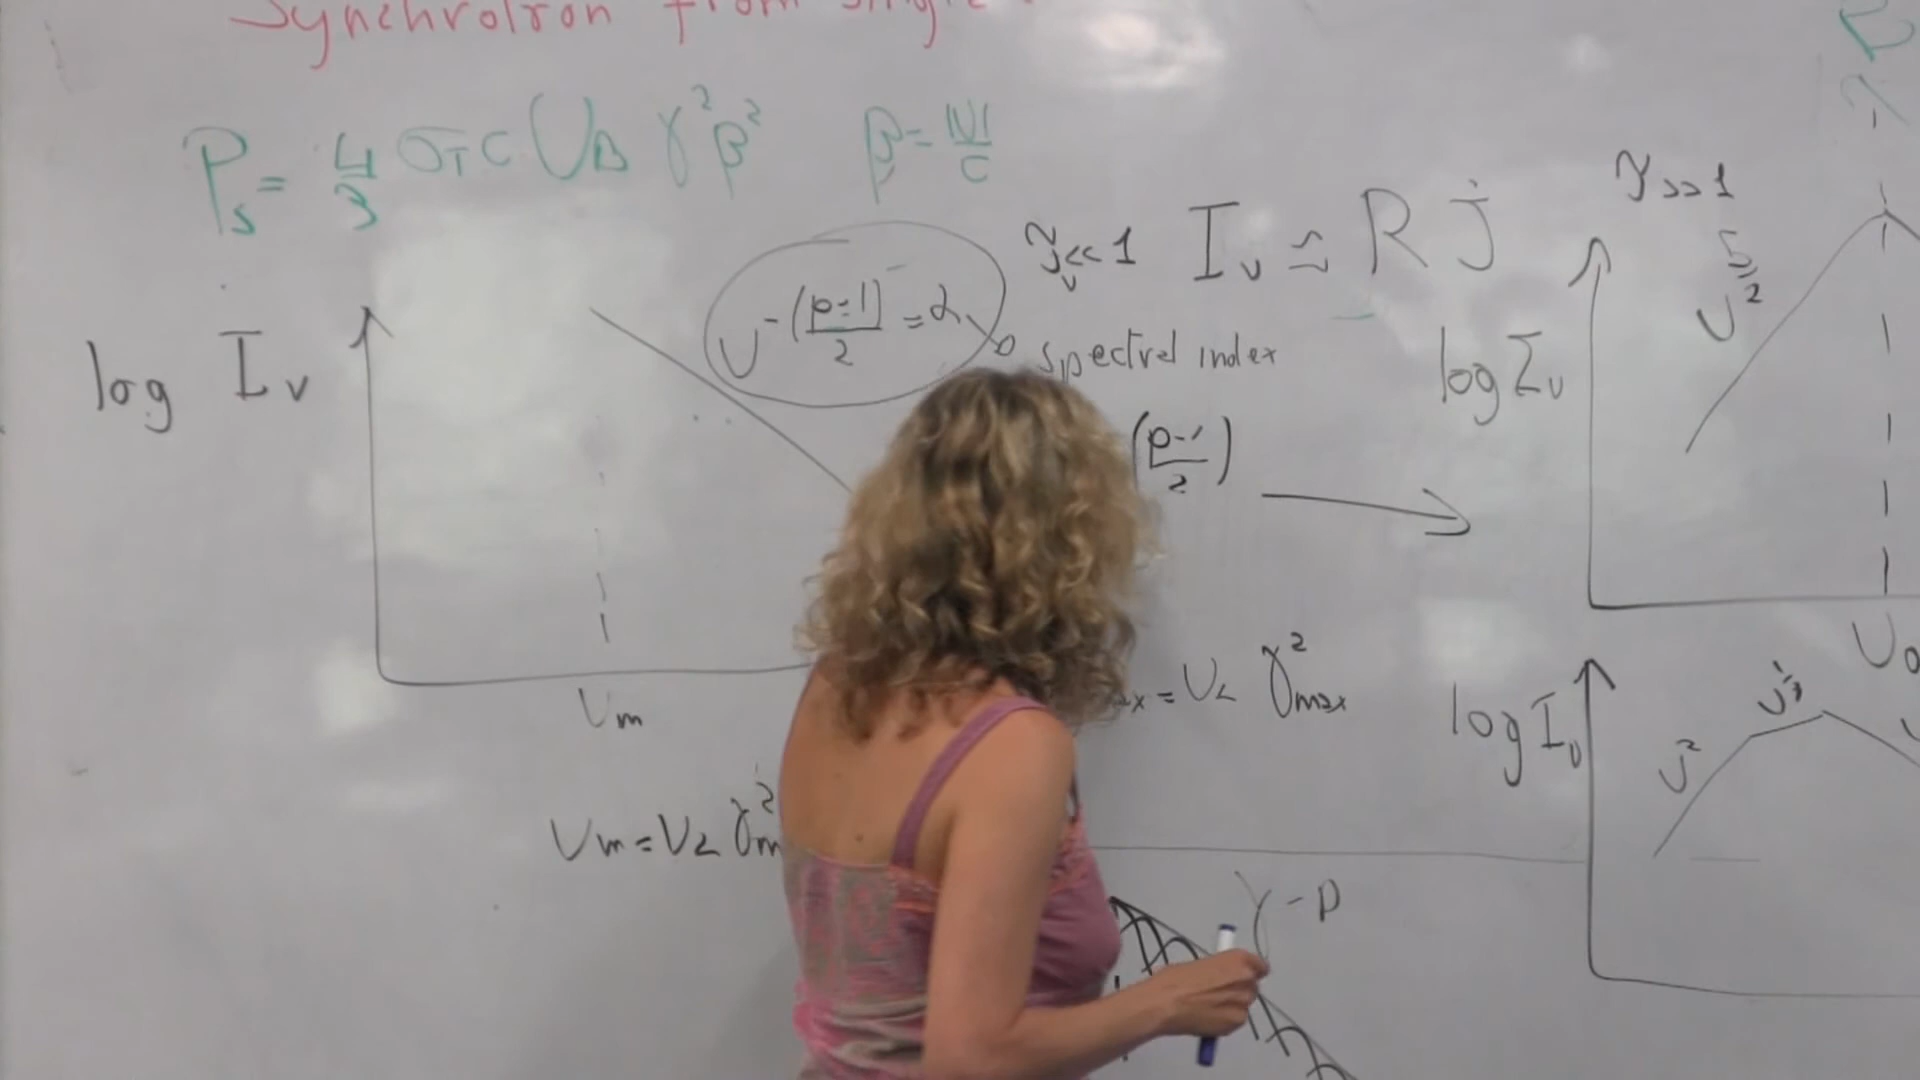 Synchrotron from single
P_s = 4/3 σ_T c U_B γ² β² β = |v|/c
τ_ν << 1 I_ν ≃ R j
τ >> 1
ν^{5/2}
ν^{-(p-1)/2} = α
spectral index
log I_ν
log I_ν
(p-1/2)
ν_m
ν_0
= ν_L γ²_max
log I_ν
ν²
ν^{1/3}
ν_m = ν_L γ²_m
γ^{-p}